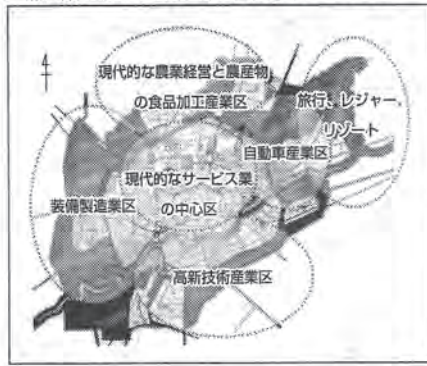 現代的な農業経営と農産物
の食品加工産業区
旅行、レジャー、
リゾート
自動車産業区
現代的なサービス業
の中心区
装備製造業区
高新技術産業区